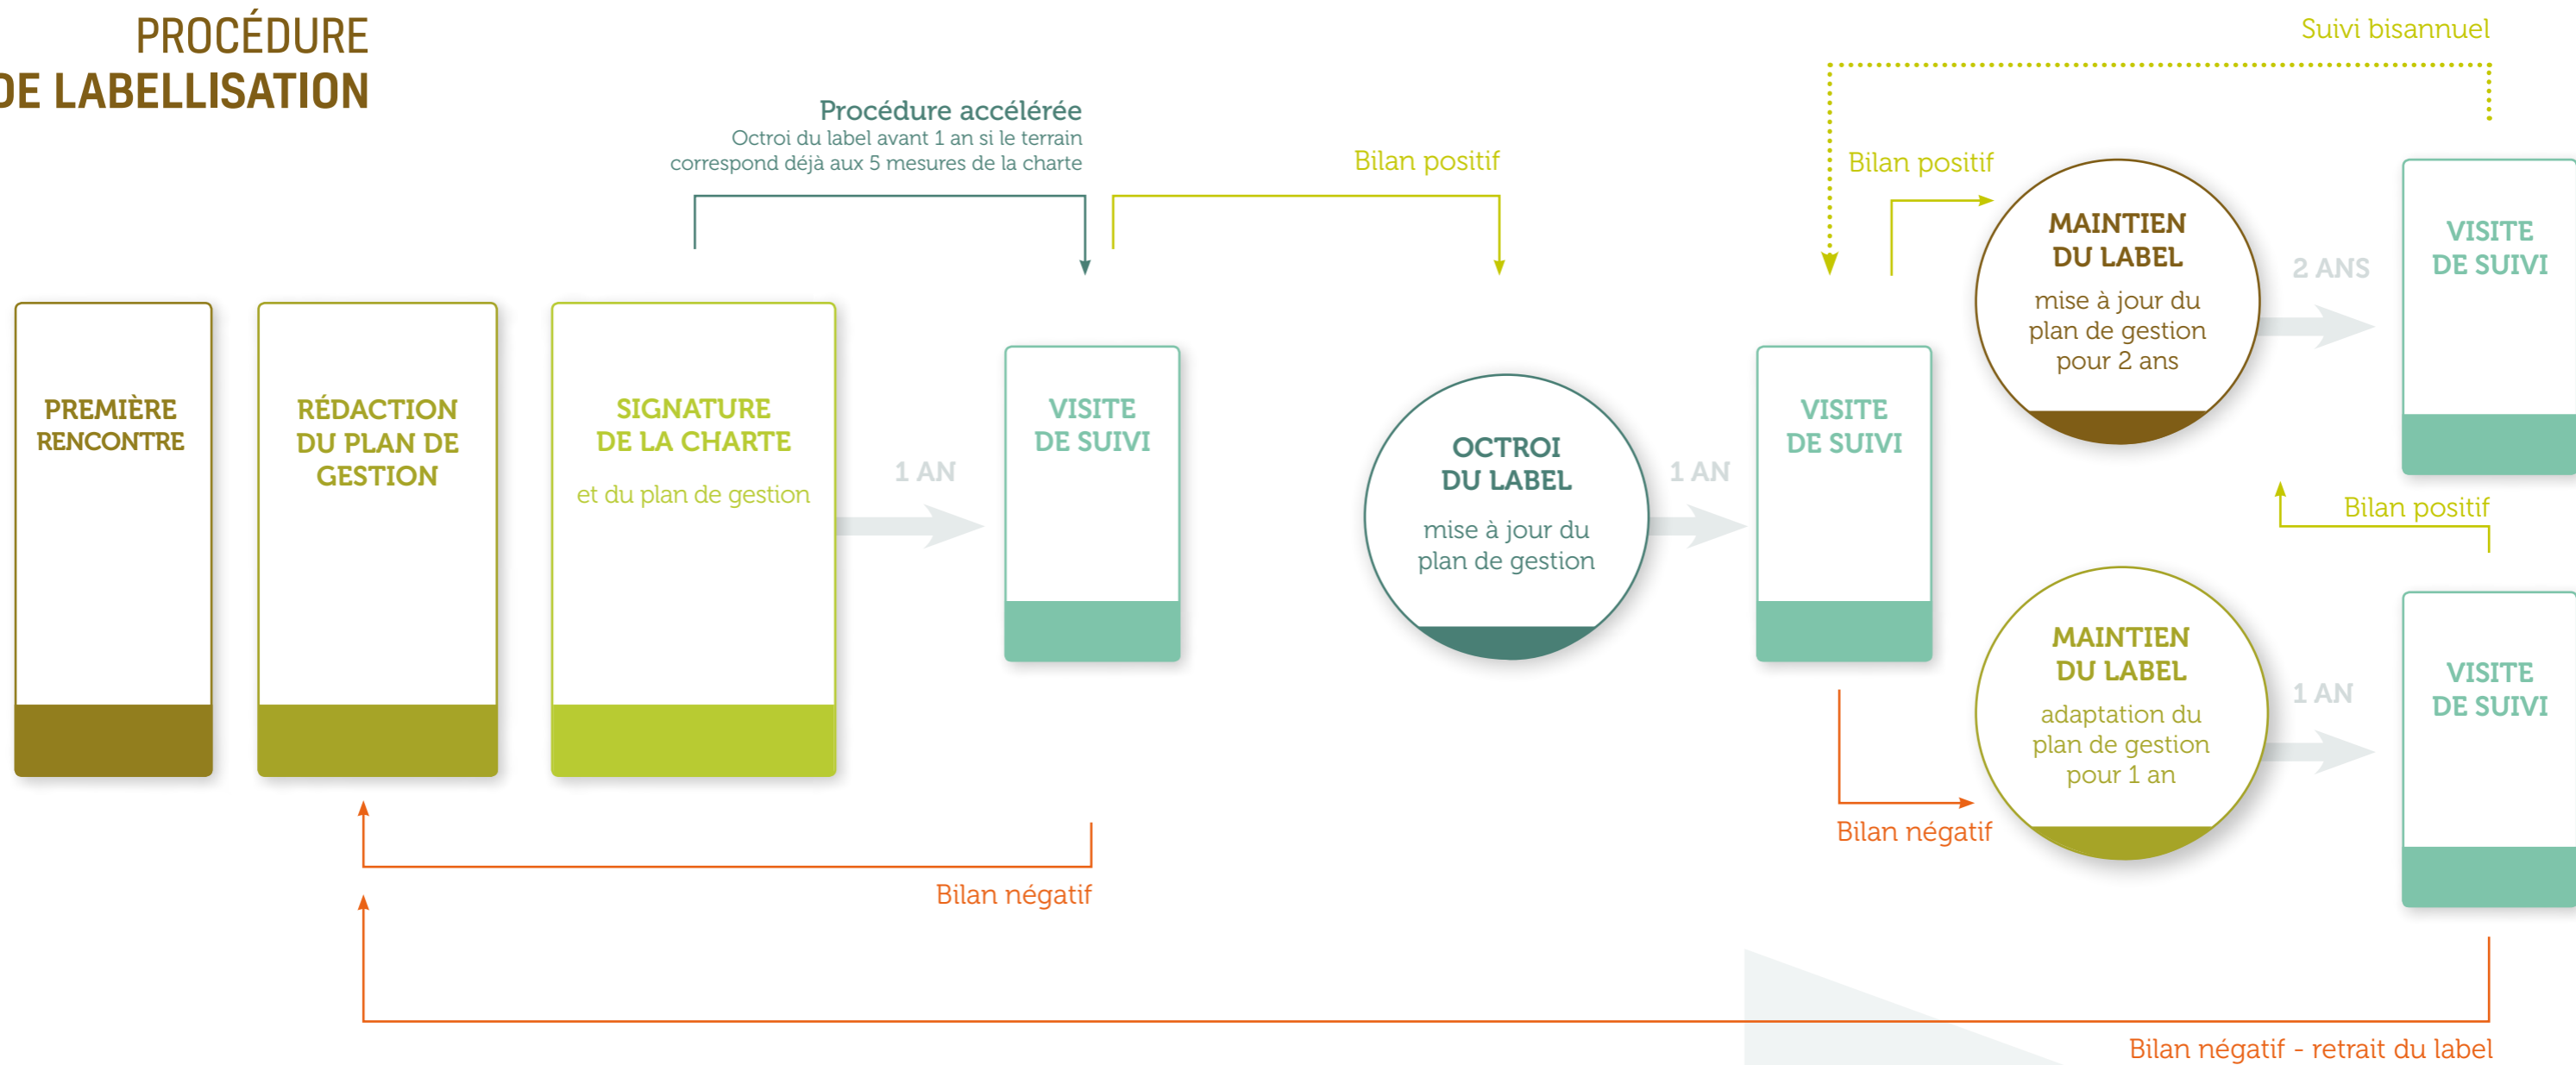 PROCÉDURE
DE LABELLISATION
Suivi bisannuel
Procédure accélérée
Octroi du label avant 1 an si le terrain
correspond déjà aux 5 mesures de la charte
Bilan positif
Bilan positif
PREMIÈRE
RENCONTRE
RÉDACTION
DU PLAN DE
GESTION
SIGNATURE
DE LA CHARTE
et du plan de gestion
1 AN
VISITE
DE SUIVI
OCTROI
DU LABEL
mise à jour du
plan de gestion
1 AN
VISITE
DE SUIVI
MAINTIEN
DU LABEL
mise à jour du
plan de gestion
pour 2 ans
2 ANS
VISITE
DE SUIVI
Bilan positif
MAINTIEN
DU LABEL
adaptation du
plan de gestion
pour 1 an
1 AN
VISITE
DE SUIVI
Bilan négatif
Bilan négatif
Bilan négatif - retrait du label